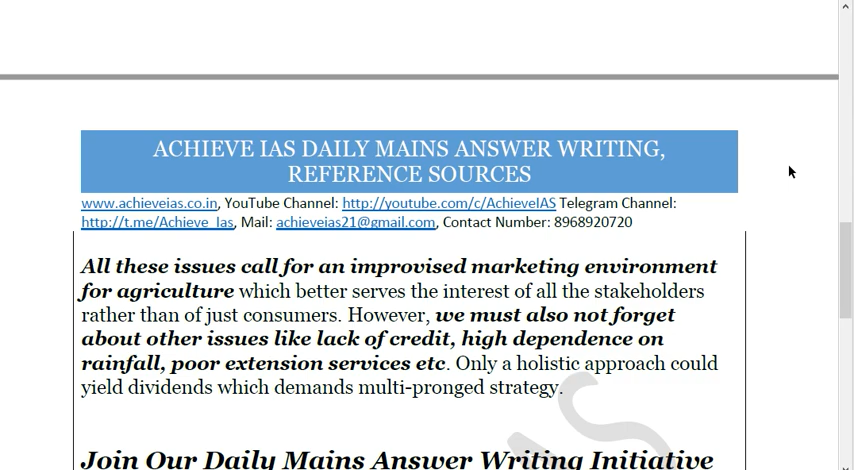 ACHIEVE IAS DAILY MAINS ANSWER WRITING,
REFERENCE SOURCES
www.achieveias.co.in, YouTube Channel: http://youtube.com/c/AchieveIAS Telegram Channel:
http://t.me/Achieve_Ias, Mail: achieveias21@gmail.com, Contact Number: 8968920720
All these issues call for an improvised marketing environment
for agriculture which better serves the interest of all the stakeholders
rather than of just consumers. However, we must also not forget
about other issues like lack of credit, high dependence on
rainfall, poor extension services etc. Only a holistic approach could
yield dividends which demands multi-pronged strategy.
AS
Join Our Daily Mains Answer Writing Initiative